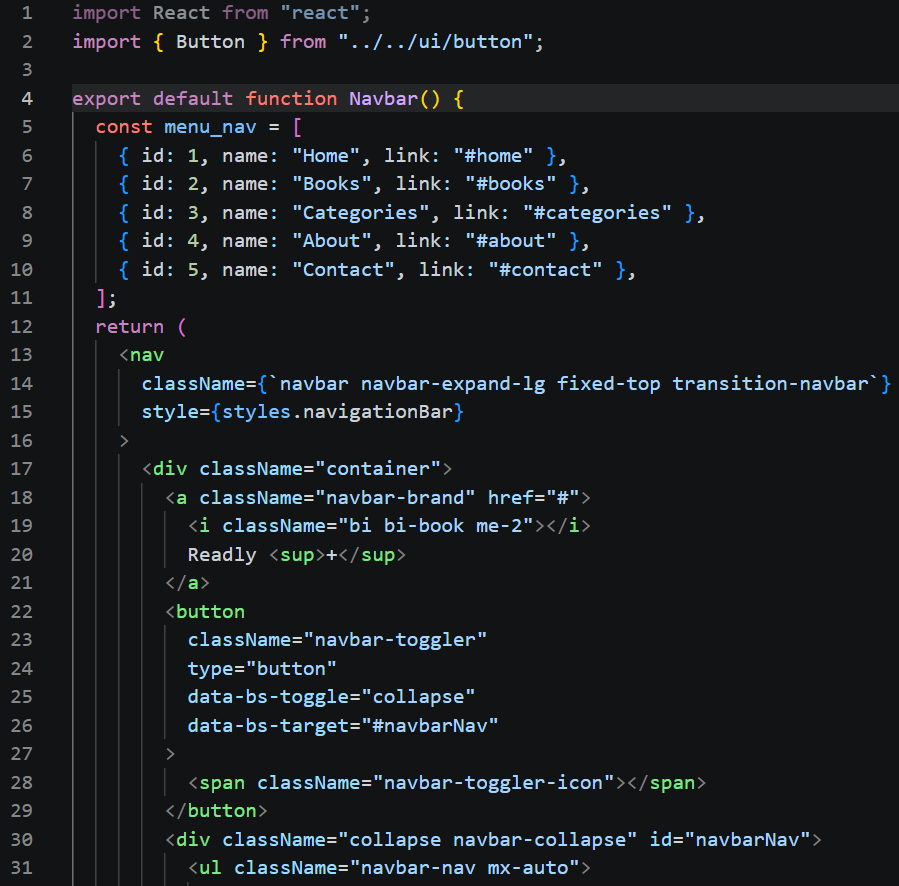 1 import React from "react";
2 import { Button } from "../../ui/button";
3
4 export default function Navbar() {
5 const menu_nav = [
6 { id: 1, name: "Home", link: "#home" },
7 { id: 2, name: "Books", link: "#books" },
8 { id: 3, name: "Categories", link: "#categories" },
9 { id: 4, name: "About", link: "#about" },
10 { id: 5, name: "Contact", link: "#contact" },
11 ];
12 return (
13 <nav
14 className={`navbar navbar-expand-lg fixed-top transition-navbar`}
15 style={styles.navigationBar}
16 >
17 <div className="container">
18 <a className="navbar-brand" href="#">
19 <i className="bi bi-book me-2"></i>
20 Readly <sup>+</sup>
21 </a>
22 <button
23 className="navbar-toggler"
24 type="button"
25 data-bs-toggle="collapse"
26 data-bs-target="#navbarNav"
27 >
28 <span className="navbar-toggler-icon"></span>
29 </button>
30 <div className="collapse navbar-collapse" id="navbarNav">
31 <ul className="navbar-nav mx-auto">